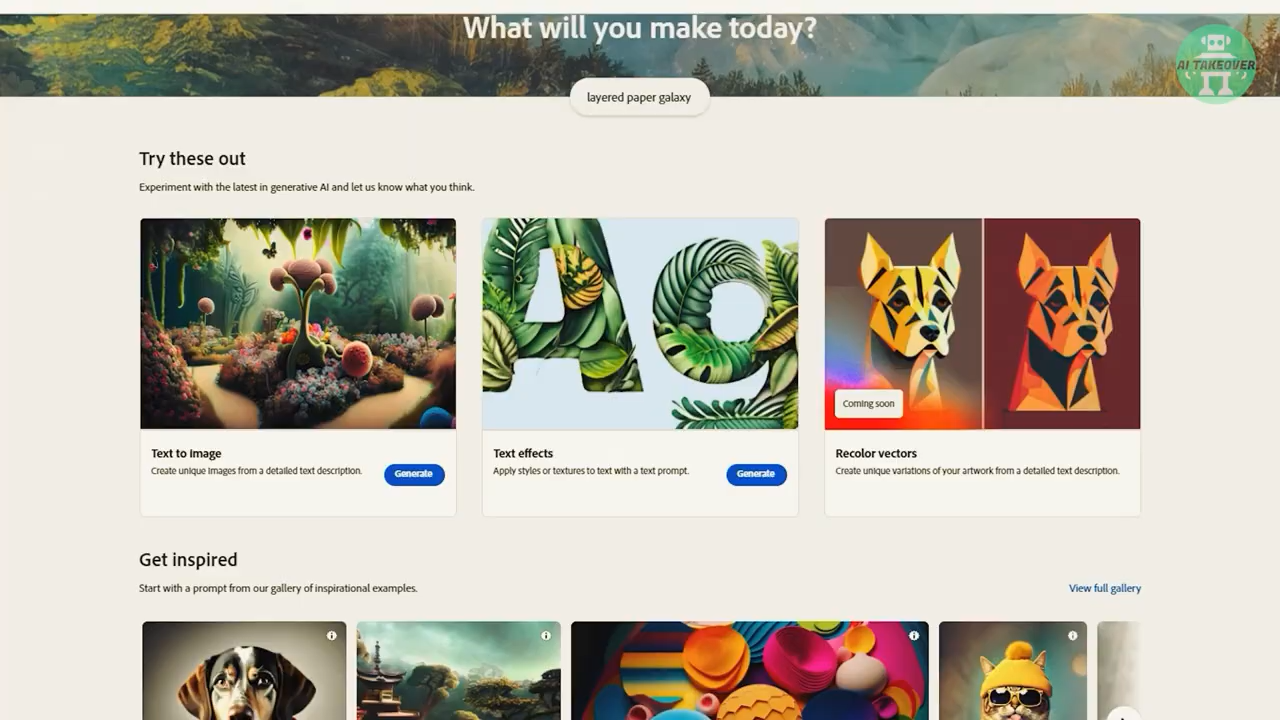 What will you make today?
AI TAKEOVER
layered paper galaxy
Try these out
Experiment with the latest in generative AI and let us know what you think.
Ag
Coming soon
Text to image
Create unique images from a detailed text description.
Generate
Text effects
Apply styles or textures to text with a text prompt.
Generate
Recolor vectors
Create unique variations of your artwork from a detailed text description.
Get inspired
Start with a prompt from our gallery of inspirational examples.
View full gallery